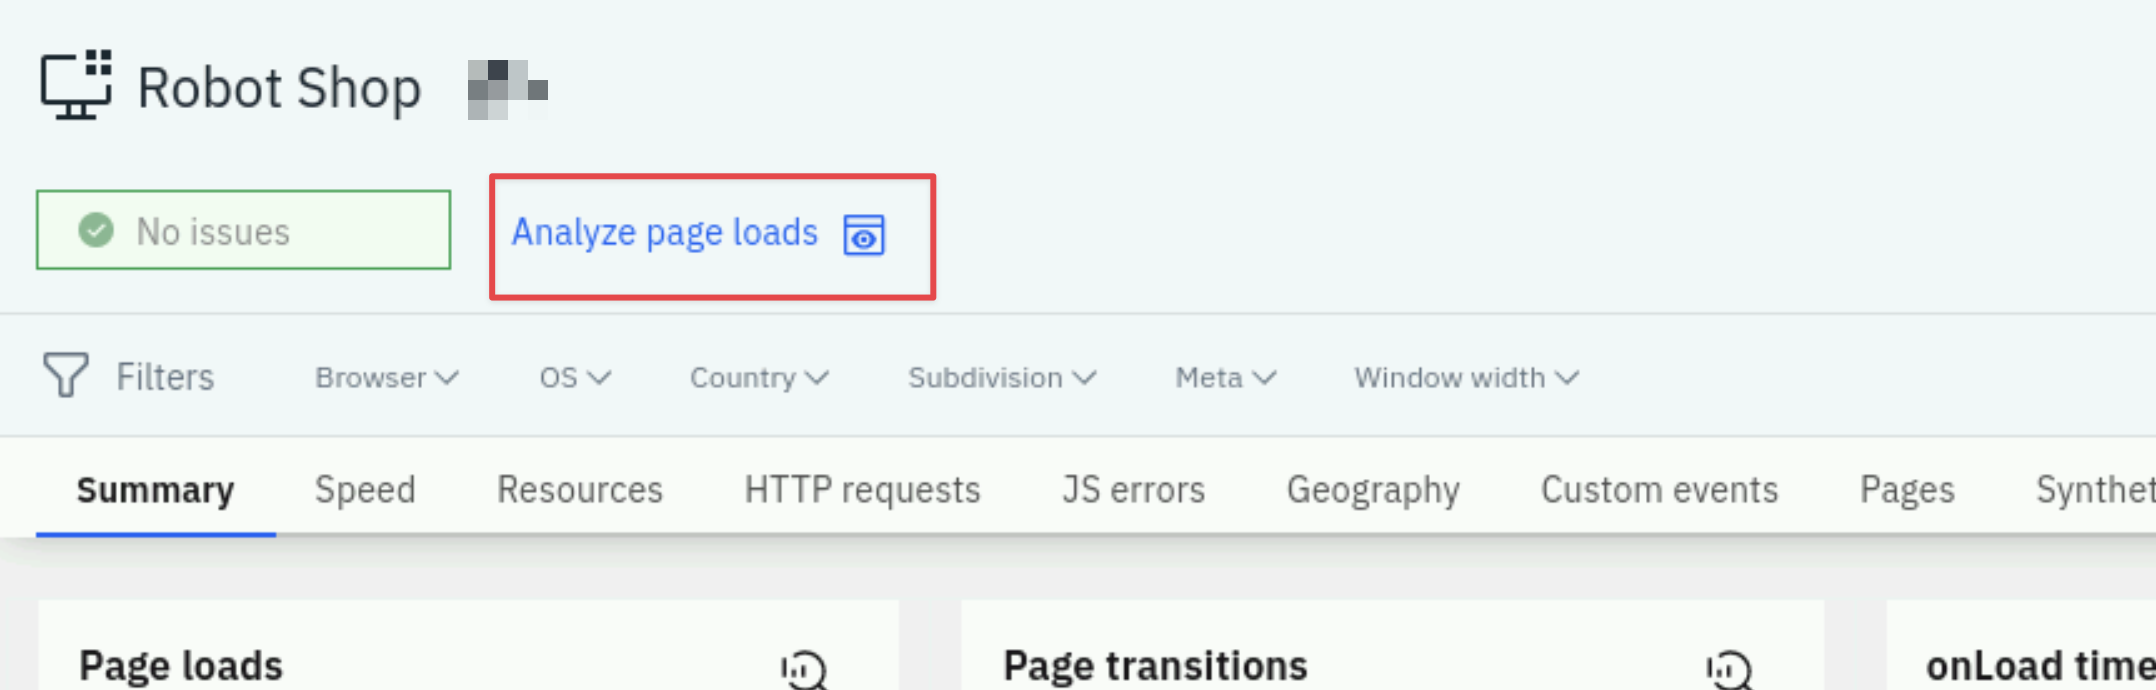 Robot Shop
No issues Analyze page loads
Filters Browser OS Country Subdivision Meta Window width
Summary Speed Resources HTTP requests JS errors Geography Custom events Pages Synthet
Page loads Page transitions onLoad time